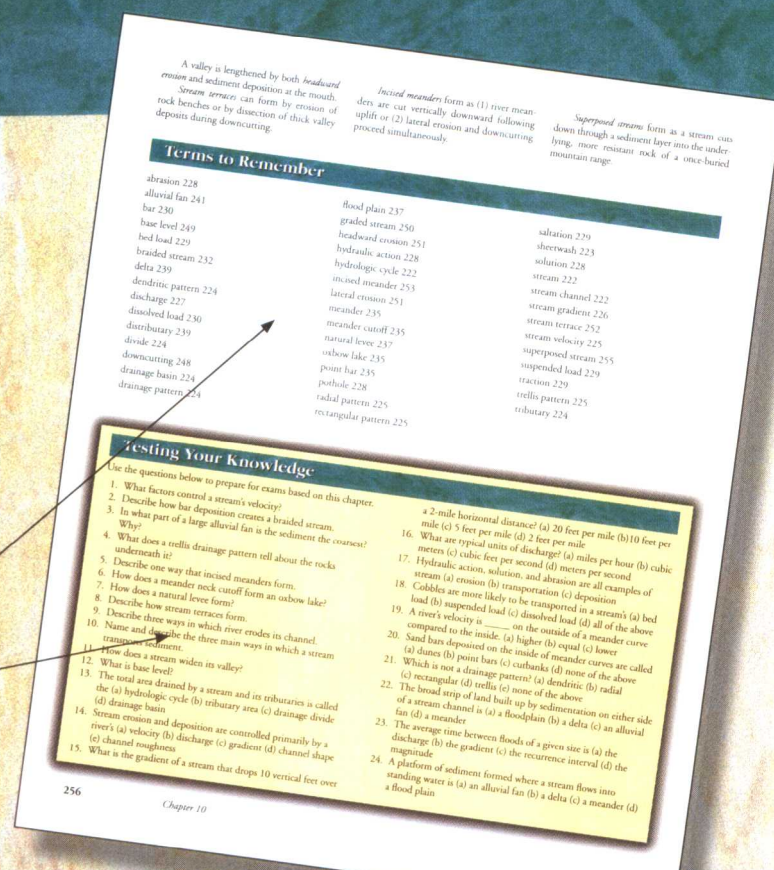 A valley is lengthened by both headward
erosion and sediment deposition at the mouth.
Stream terraces can form by erosion of
rock benches or by dissection of thick valley
deposits during downcutting.
Incised meanders form as (1) river mean-
ders are cut vertically downward following
uplift or (2) lateral erosion and downcutting
proceed simultaneously.
Superposed streams form as a stream cuts
down through a sediment layer into the under-
lying, more resistant rock of a once-buried
mountain range.
Terms to Remember
abrasion 228
alluvial fan 241
bar 230
base level 249
bed load 229
braided stream 232
delta 239
dendritic pattern 224
discharge 227
dissolved load 230
distributary 239
divide 224
downcutting 248
drainage basin 224
drainage pattern 224
flood plain 237
graded stream 250
headward erosion 251
hydraulic action 228
hydrologic cycle 222
incised meander 253
lateral erosion 251
meander 235
meander cutoff 235
natural levee 237
oxbow lake 235
point bar 235
pothole 228
radial pattern 225
rectangular pattern 225
saltation 229
sheetwash 223
solution 228
stream 222
stream channel 222
stream gradient 226
stream terrace 252
stream velocity 225
superposed stream 255
suspended load 229
traction 229
trellis pattern 225
tributary 224
Testing Your Knowledge
Use the questions below to prepare for exams based on this chapter.
1. What factors control a stream's velocity?
2. Describe how bar deposition creates a braided stream.
3. In what part of a large alluvial fan is the sediment the coarsest?
Why?
4. What does a trellis drainage pattern tell about the rocks
underneath it?
5. Describe one way that incised meanders form.
6. How does a meander neck cutoff form an oxbow lake?
7. How does a natural levee form?
8. Describe how stream terraces form.
9. Describe three ways in which river erodes its channel.
10. Name and describe the three main ways in which a stream
transports sediment.
11. How does a stream widen its valley?
12. What is base level?
13. The total area drained by a stream and its tributaries is called
the (a) hydrologic cycle (b) tributary area (c) drainage divide
(d) drainage basin
14. Stream erosion and deposition are controlled primarily by a
river's (a) velocity (b) discharge (c) gradient (d) channel shape
(e) channel roughness
15. What is the gradient of a stream that drops 10 vertical feet over
a 2-mile horizontal distance? (a) 20 feet per mile (b)10 feet per
mile (c) 5 feet per mile (d) 2 feet per mile
16. What are typical units of discharge? (a) miles per hour (b) cubic
meters (c) cubic feet per second (d) meters per second
17. Hydraulic action, solution, and abrasion are all examples of
stream (a) erosion (b) transportation (c) deposition
18. Cobbles are more likely to be transported in a stream's (a) bed
load (b) suspended load (c) dissolved load (d) all of the above
19. A river's velocity is _____ on the outside of a meander curve
compared to the inside. (a) higher (b) equal (c) lower
20. Sand bars deposited on the inside of meander curves are called
(a) dunes (b) point bars (c) curbanks (d) none of the above
21. Which is not a drainage pattern? (a) dendritic (b) radial
(c) rectangular (d) trellis (e) none of the above
22. The broad strip of land built up by sedimentation on either side
of a stream channel is (a) a floodplain (b) a delta (c) an alluvial
fan (d) a meander
23. The average time between floods of a given size is (a) the
discharge (b) the gradient (c) the recurrence interval (d) the
magnitude
24. A platform of sediment formed where a stream flows into
standing water is (a) an alluvial fan (b) a delta (c) a meander (d)
a flood plain
256
Chapter 10